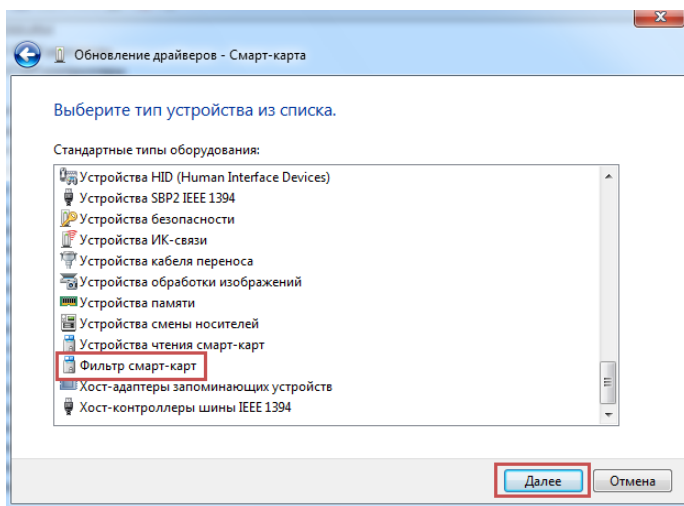 Обновление драйверов - Смарт-карта
Выберите тип устройства из списка.
Стандартные типы оборудования:
Устройства HID (Human Interface Devices)
Устройства SBP2 IEEE 1394
Устройства безопасности
Устройства ИК-связи
Устройства кабеля переноса
Устройства обработки изображений
Устройства памяти
Устройства смены носителей
Устройства чтения смарт-карт
Фильтр смарт-карт
Хост-адаптеры запоминающих устройств
Хост-контроллеры шины IEEE 1394
Далее Отмена